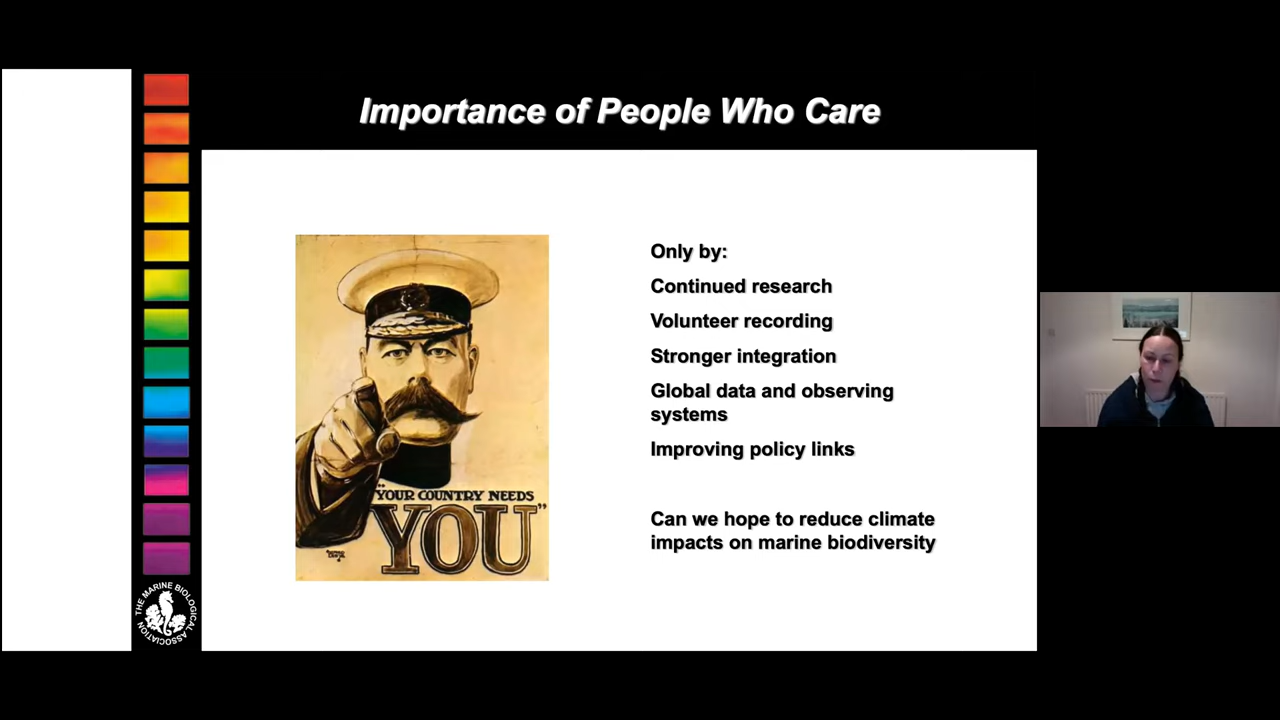 Importance of People Who Care
Only by:
Continued research
Volunteer recording
Stronger integration
Global data and observing
systems
Improving policy links
Can we hope to reduce climate
impacts on marine biodiversity
"YOUR COUNTRY NEEDS
YOU"
THE MARINE BIOLOGICAL ASSOCIATION